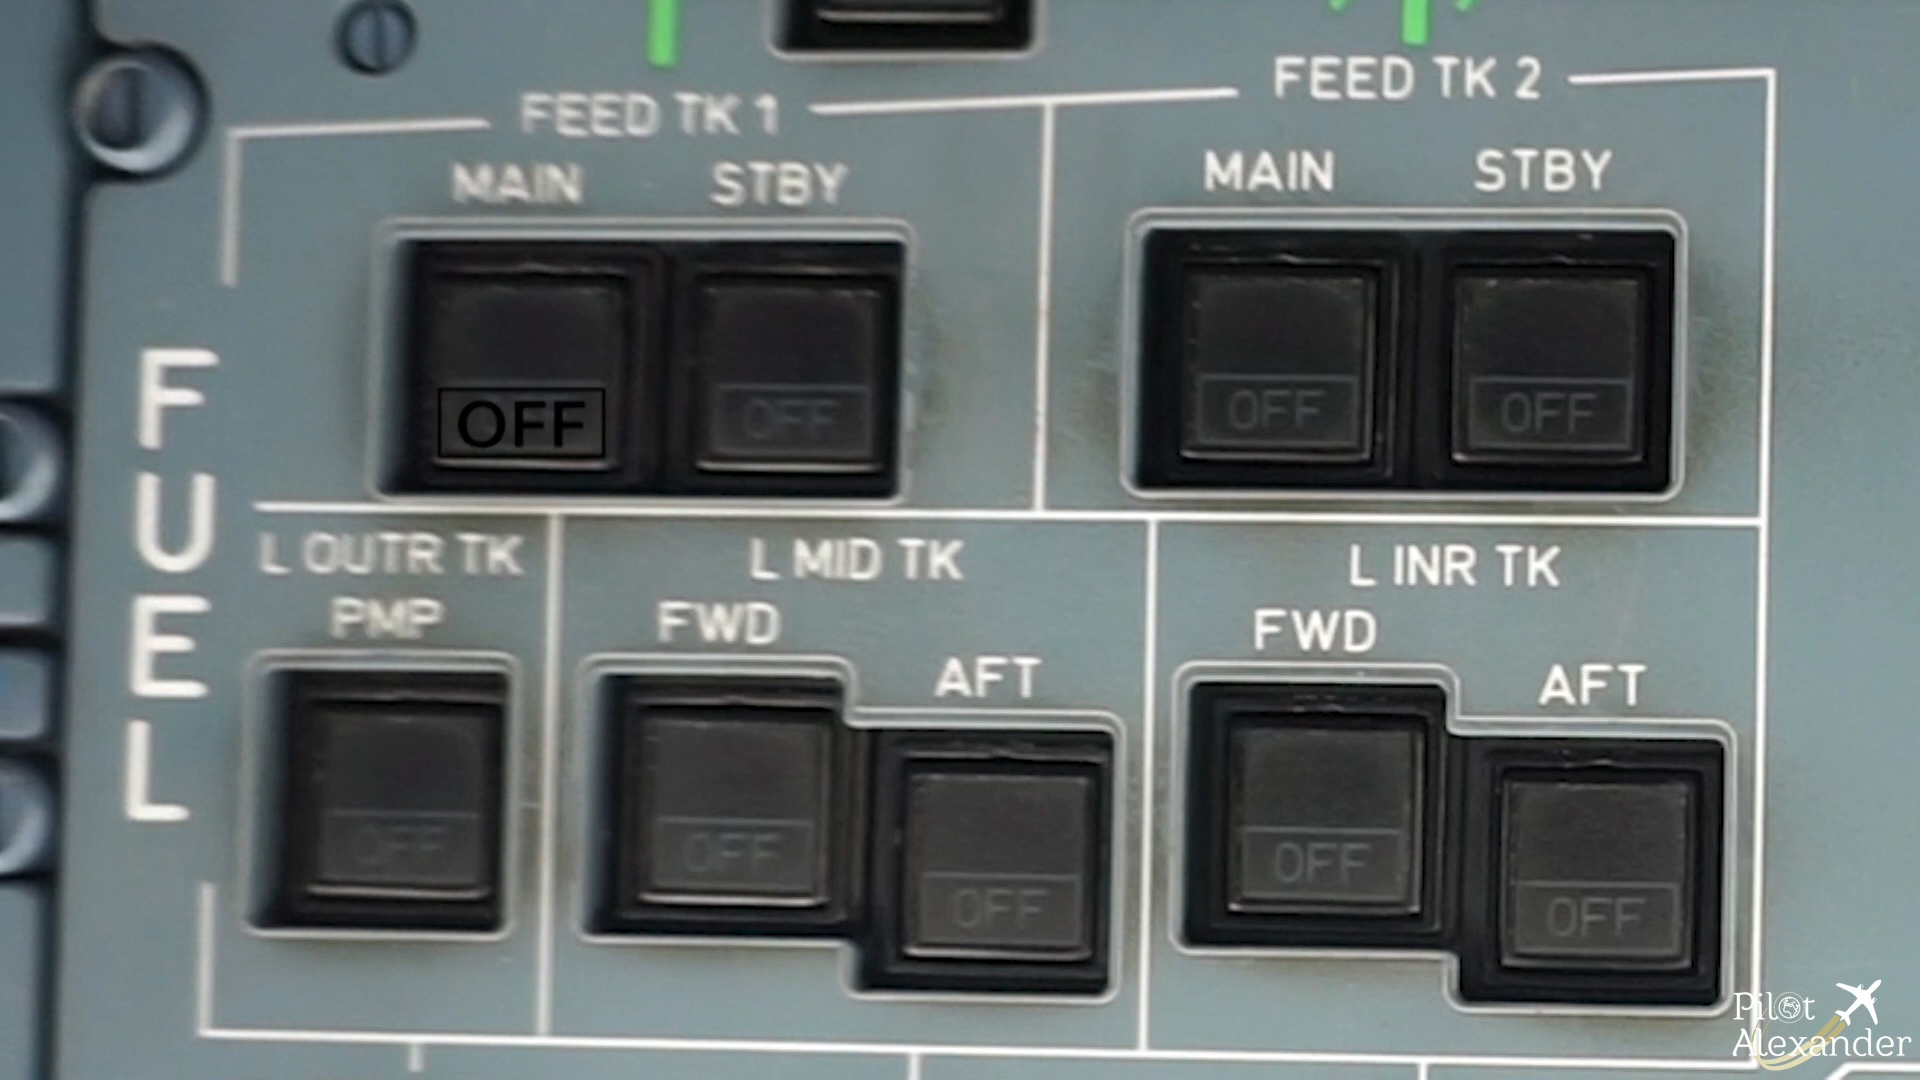 FEED TK 1
FEED TK 2
MAIN STBY
MAIN STBY
OFF OFF
OFF OFF
FUEL
L OUTR TK
PMP
OFF
L MID TK
FWD
AFT
OFF
OFF
L INR TK
FWD
AFT
OFF
OFF
Pilot
Alexander